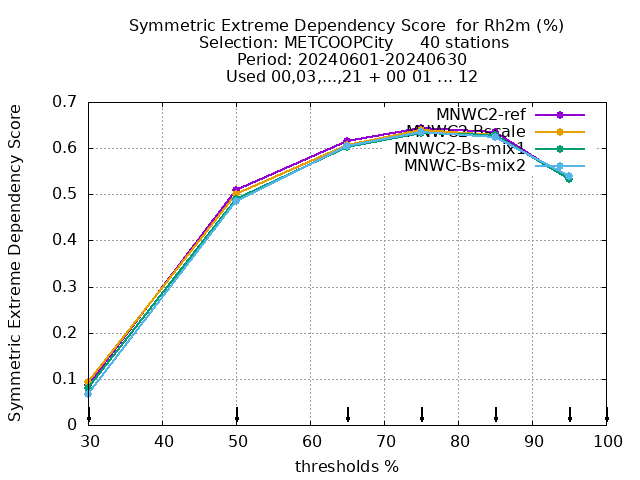 Symmetric Extreme Dependency Score for Rh2m (%)
Selection: METCOOPCity 40 stations
Period: 20240601-20240630
Used 00,03,...,21 + 00 01 ... 12
Symmetric Extreme Dependency Score
0.7
0.6
0.5
0.4
0.3
0.2
0.1
0
MNWC2-ref
MNWC2-Bscale
MNWC2-Bs-mix1
MNWC-Bs-mix2
30 40 50 60 70 80 90 100
thresholds %